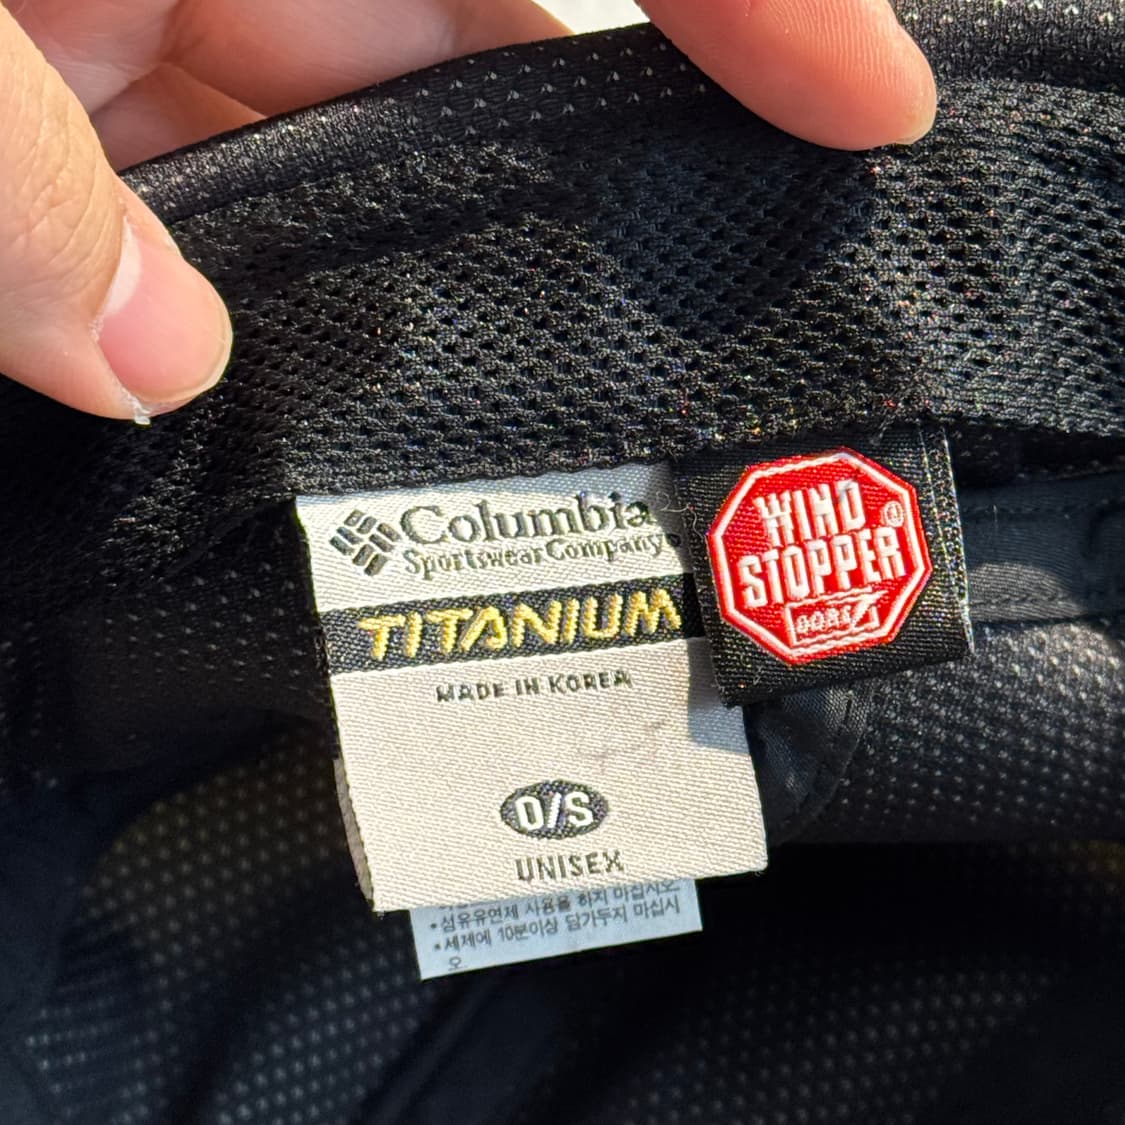 Columbia
Sportswear Company
TITANIUM
MADE IN KOREA
O/S
UNISEX
•섬유유연제 사용을 하지 마십시오.
•세제에 10분이상 담가두지 마십시
오.
WIND
STOPPER®
GORE